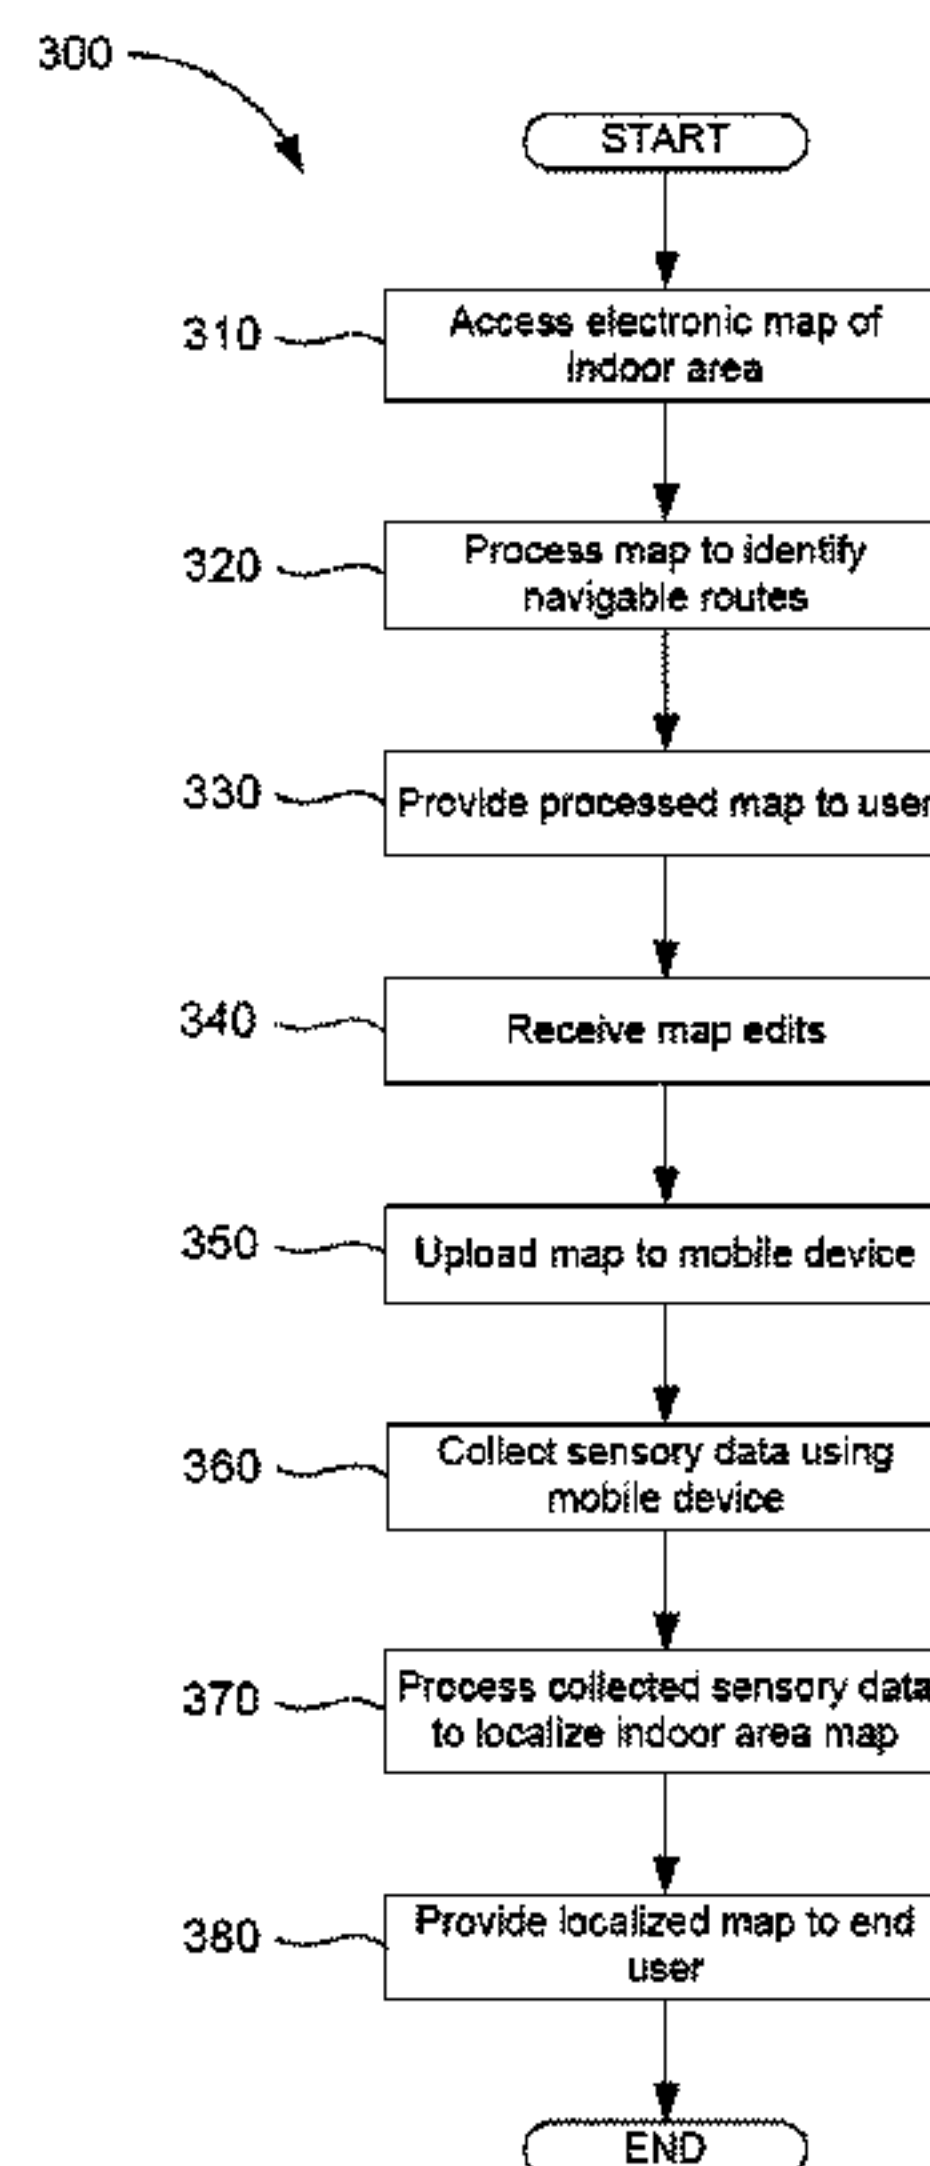 300
START
310
Access electronic map of
indoor area
320
Process map to identify
navigable routes
330
Provide processed map to user
340
Receive map edits
350
Upload map to mobile device
360
Collect sensory data using
mobile device
370
Process collected sensory data
to localize indoor area map
380
Provide localized map to end
user
END